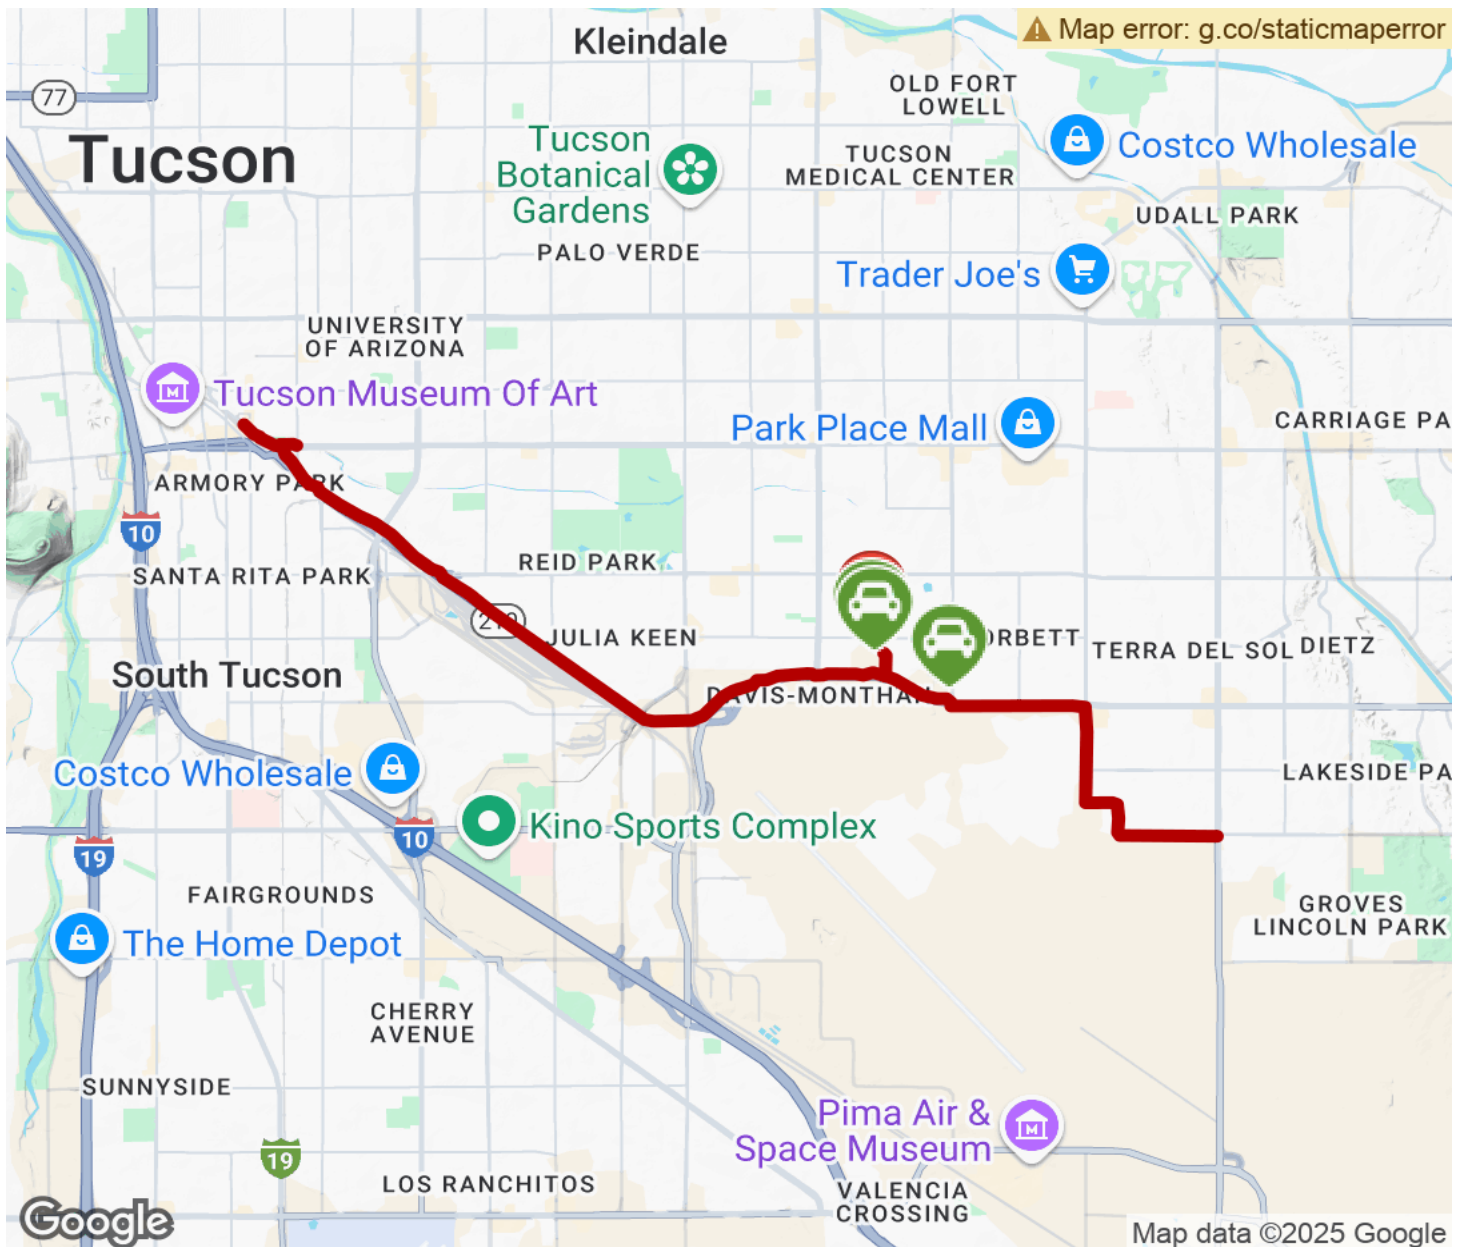 Map error: g.co/staticmaperror
Kleindale
77
OLD FORT
LOWELL
Tucson
Tucson
Botanical
Gardens
TUCSON
MEDICAL CENTER
Costco Wholesale
UDALL PARK
PALO VERDE
Trader Joe's
UNIVERSITY
OF ARIZONA
Tucson Museum Of Art
Park Place Mall
CARRIAGE PA
ARMORY PARK
10
SANTA RITA PARK
REID PARK
JULIA KEEN
ORBETT
TERRA DEL SOL
DIETZ
South Tucson
DAVIS-MONTHAN
Costco Wholesale
LAKESIDE PA
Kino Sports Complex
10
19
FAIRGROUNDS
GROVES
LINCOLN PARK
The Home Depot
CHERRY
AVENUE
SUNNYSIDE
Pima Air &
Space Museum
19
LOS RANCHITOS
VALENCIA
CROSSING
Google
Map data ©2025 Google